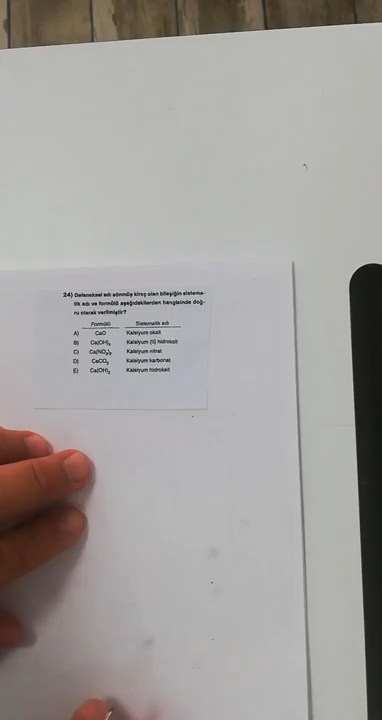 24) Geleneksel adı sönmüş kireç olan bileşiğin sistema-
tik adı ve formülü aşağıdakilerden hangisinde doğ-
ru olarak verilmiştir?
Formülü Sistematik adı
A) CaO Kalsiyum oksit
B) Ca(OH)₂ Kalsiyum (II) hidroksit
C) Ca(NO₃)₂ Kalsiyum nitrat
D) CaCO₃ Kalsiyum karbonat
E) Ca(OH)₂ Kalsiyum hidroksit